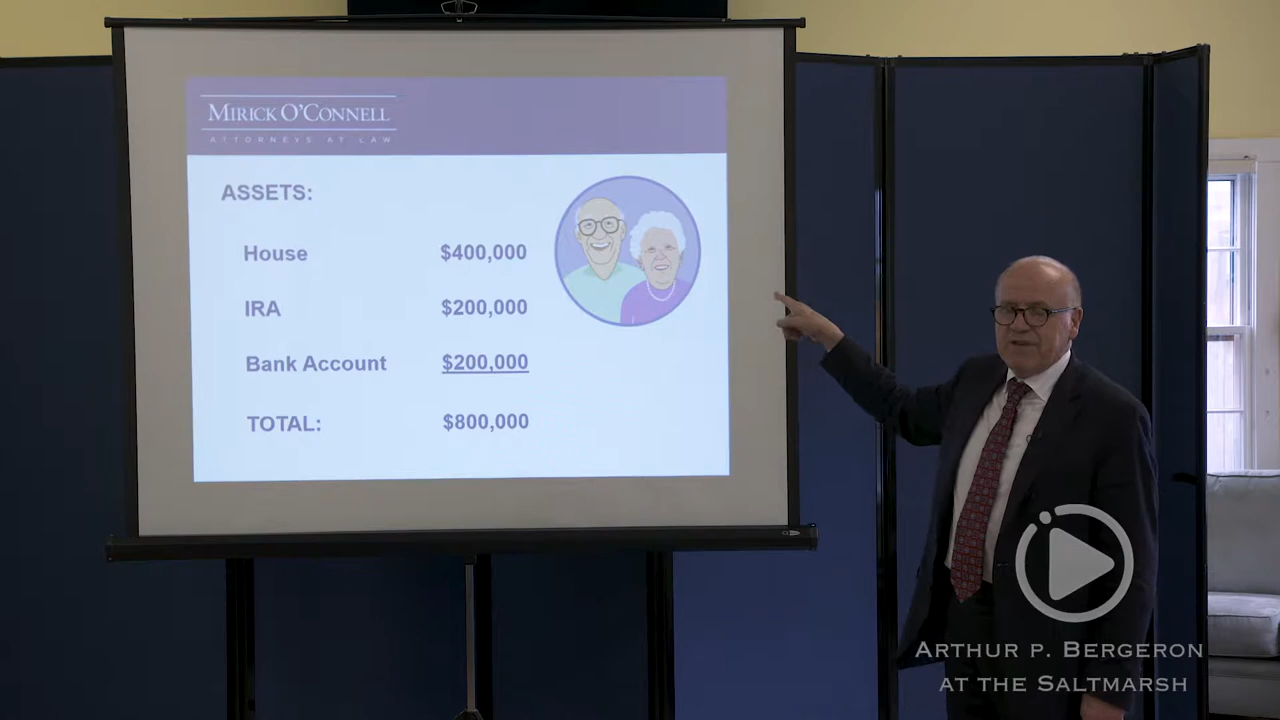 MIRICK O'CONNELL
ATTORNEYS AT LAW
ASSETS:
House $400,000
IRA $200,000
Bank Account $200,000
TOTAL: $800,000
ARTHUR P. BERGERON
AT THE SALTMARSH